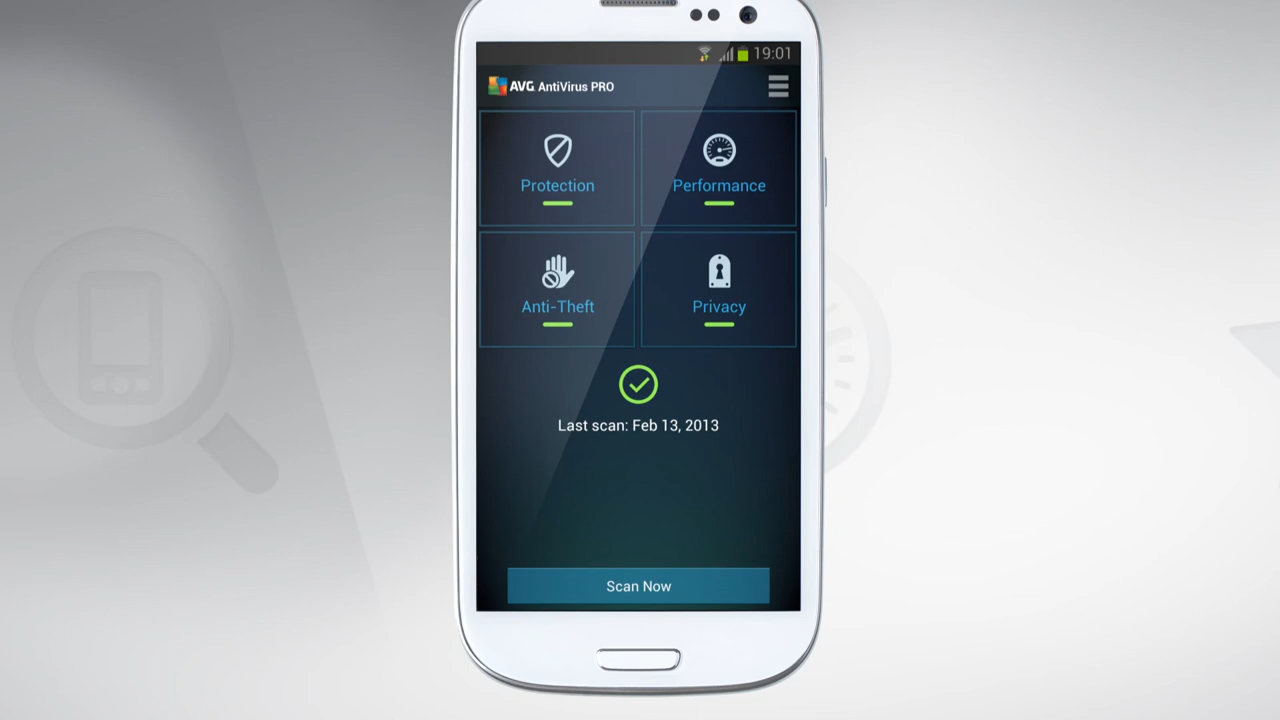 19:01
AVG AntiVirus PRO
Protection
Performance
Anti-Theft
Privacy
Last scan: Feb 13, 2013
Scan Now